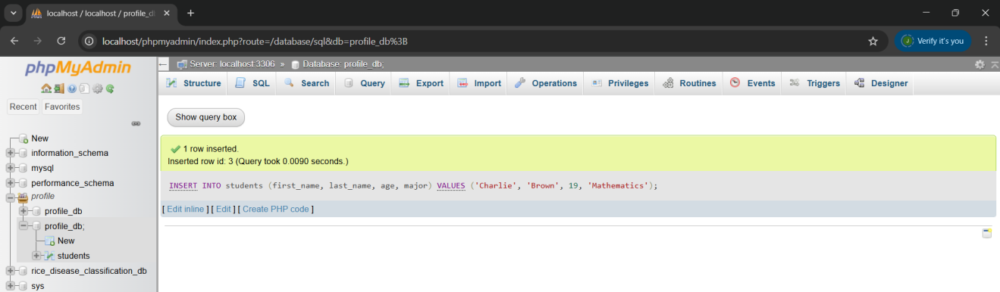 localhost / localhost / profile_d
localhost/phpmyadmin/index.php?route=/database/sql&db=profile_db%3B
J
Verify it's you
phpMyAdmin
Recent
Favorites
New
information_schema
mysql
performance_schema
profile
profile_db
profile_db;
New
students
rice_disease_classification_db
sys
Server: localhost:3306 » Database: profile_db;
Structure
SQL
Search
Query
Export
Import
Operations
Privileges
Routines
Events
Triggers
Designer
Show query box
1 row inserted.
Inserted row id: 3 (Query took 0.0090 seconds.)
INSERT INTO students (first_name, last_name, age, major) VALUES ('Charlie', 'Brown', 19, 'Mathematics');
[ Edit inline ] [ Edit ] [ Create PHP code ]